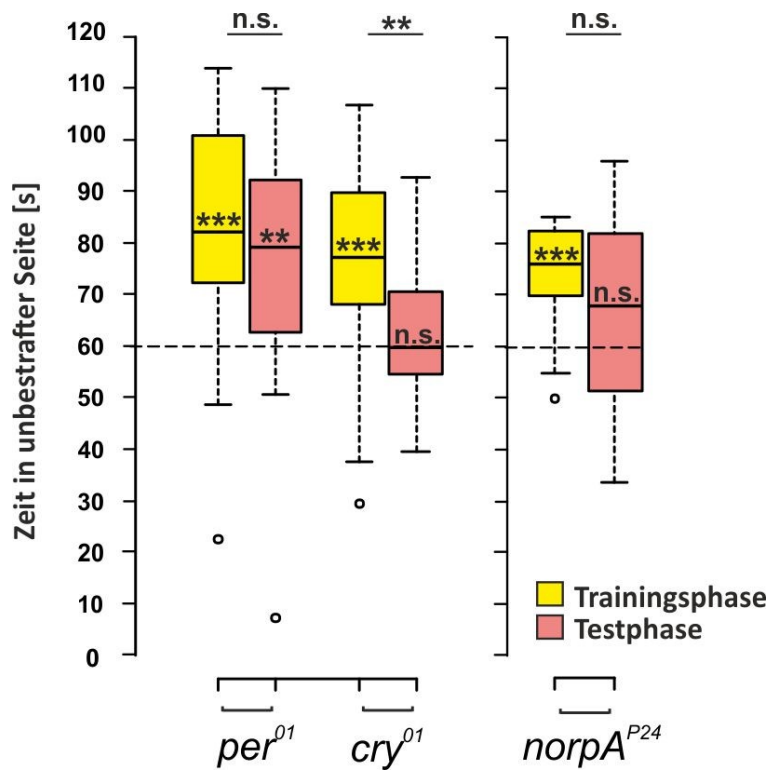 n.s.
**
n.s.
120
110
100
90
80
70
60
50
40
30
20
10
0
Zeit in unbestrafter Seite [s]
***
**
***
n.s.
***
n.s.
Trainingsphase
Testphase
per⁰¹
cry⁰¹
norpAᴾ²⁴